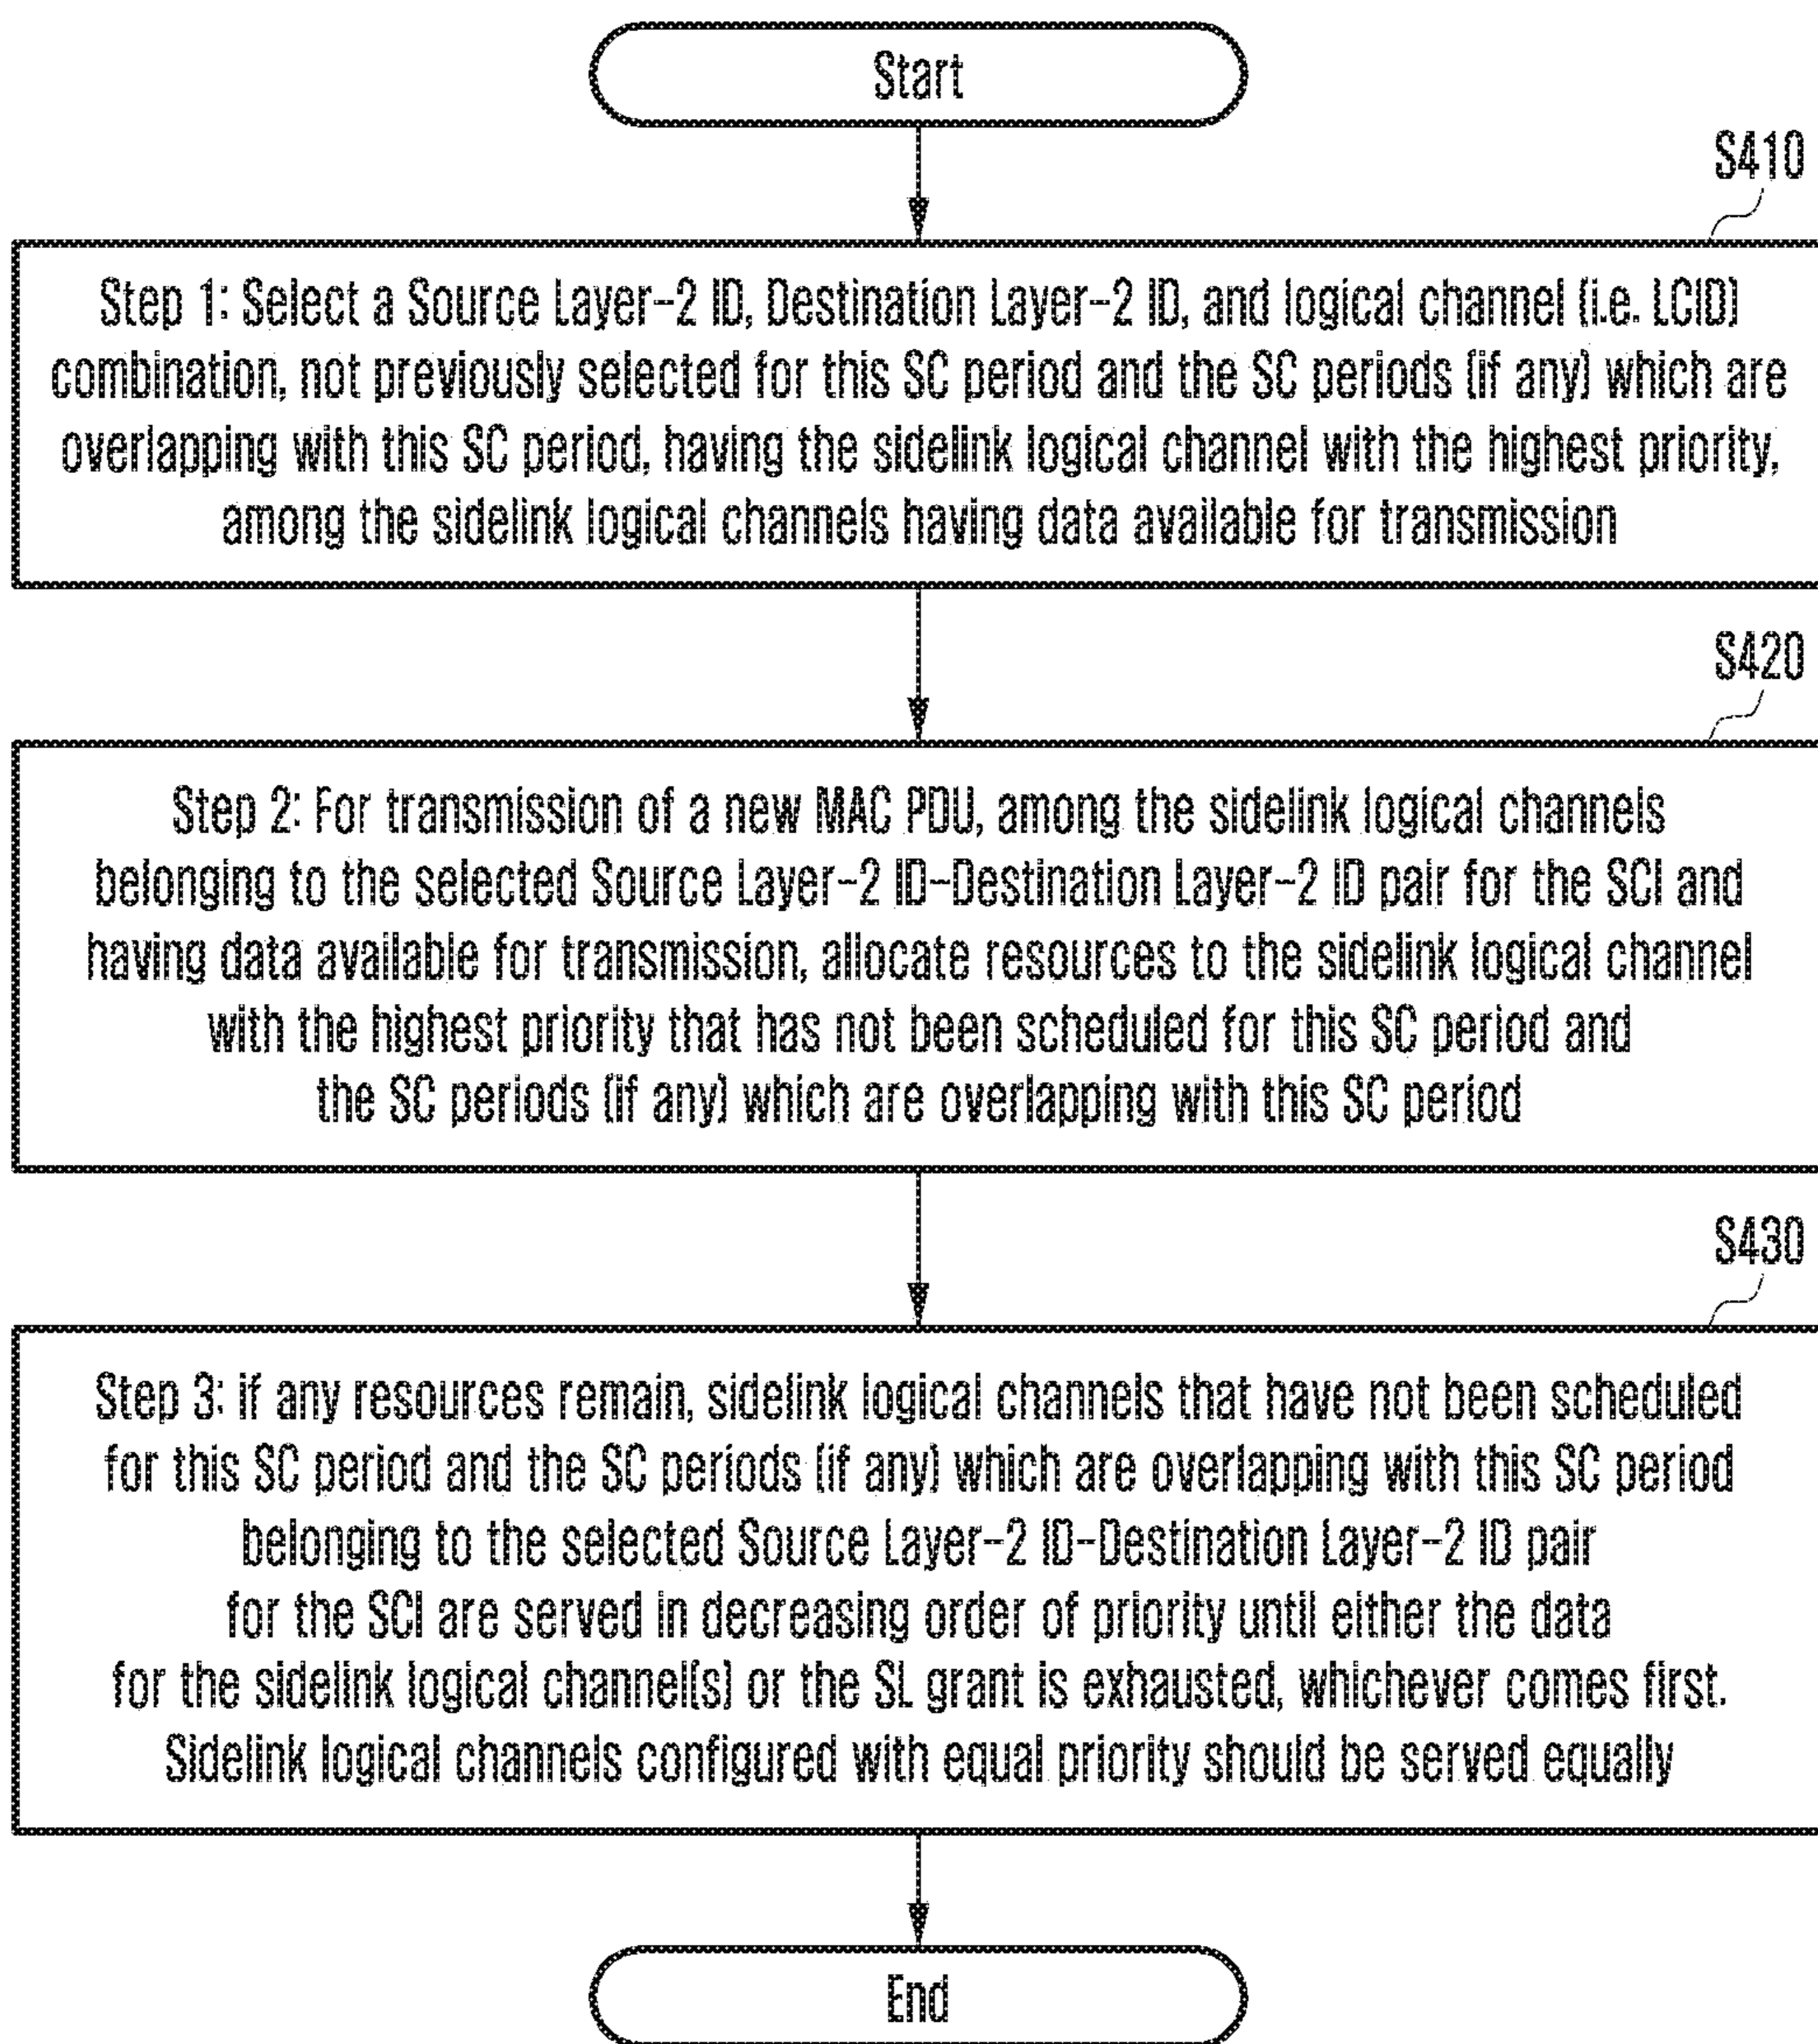 Start
S410
Step 1: Select a Source Layer-2 ID, Destination Layer-2 ID, and logical channel (i.e. LCID)
combination, not previously selected for this SC period and the SC periods (if any) which are
overlapping with this SC period, having the sidelink logical channel with the highest priority,
among the sidelink logical channels having data available for transmission
S420
Step 2: For transmission of a new MAC PDU, among the sidelink logical channels
belonging to the selected Source Layer-2 ID-Destination Layer-2 ID pair for the SCI and
having data available for transmission, allocate resources to the sidelink logical channel
with the highest priority that has not been scheduled for this SC period and
the SC periods (if any) which are overlapping with this SC period
S430
Step 3: if any resources remain, sidelink logical channels that have not been scheduled
for this SC period and the SC periods (if any) which are overlapping with this SC period
belonging to the selected Source Layer-2 ID-Destination Layer-2 ID pair
for the SCI are served in decreasing order of priority until either the data
for the sidelink logical channel(s) or the SL grant is exhausted, whichever comes first.
Sidelink logical channels configured with equal priority should be served equally
End